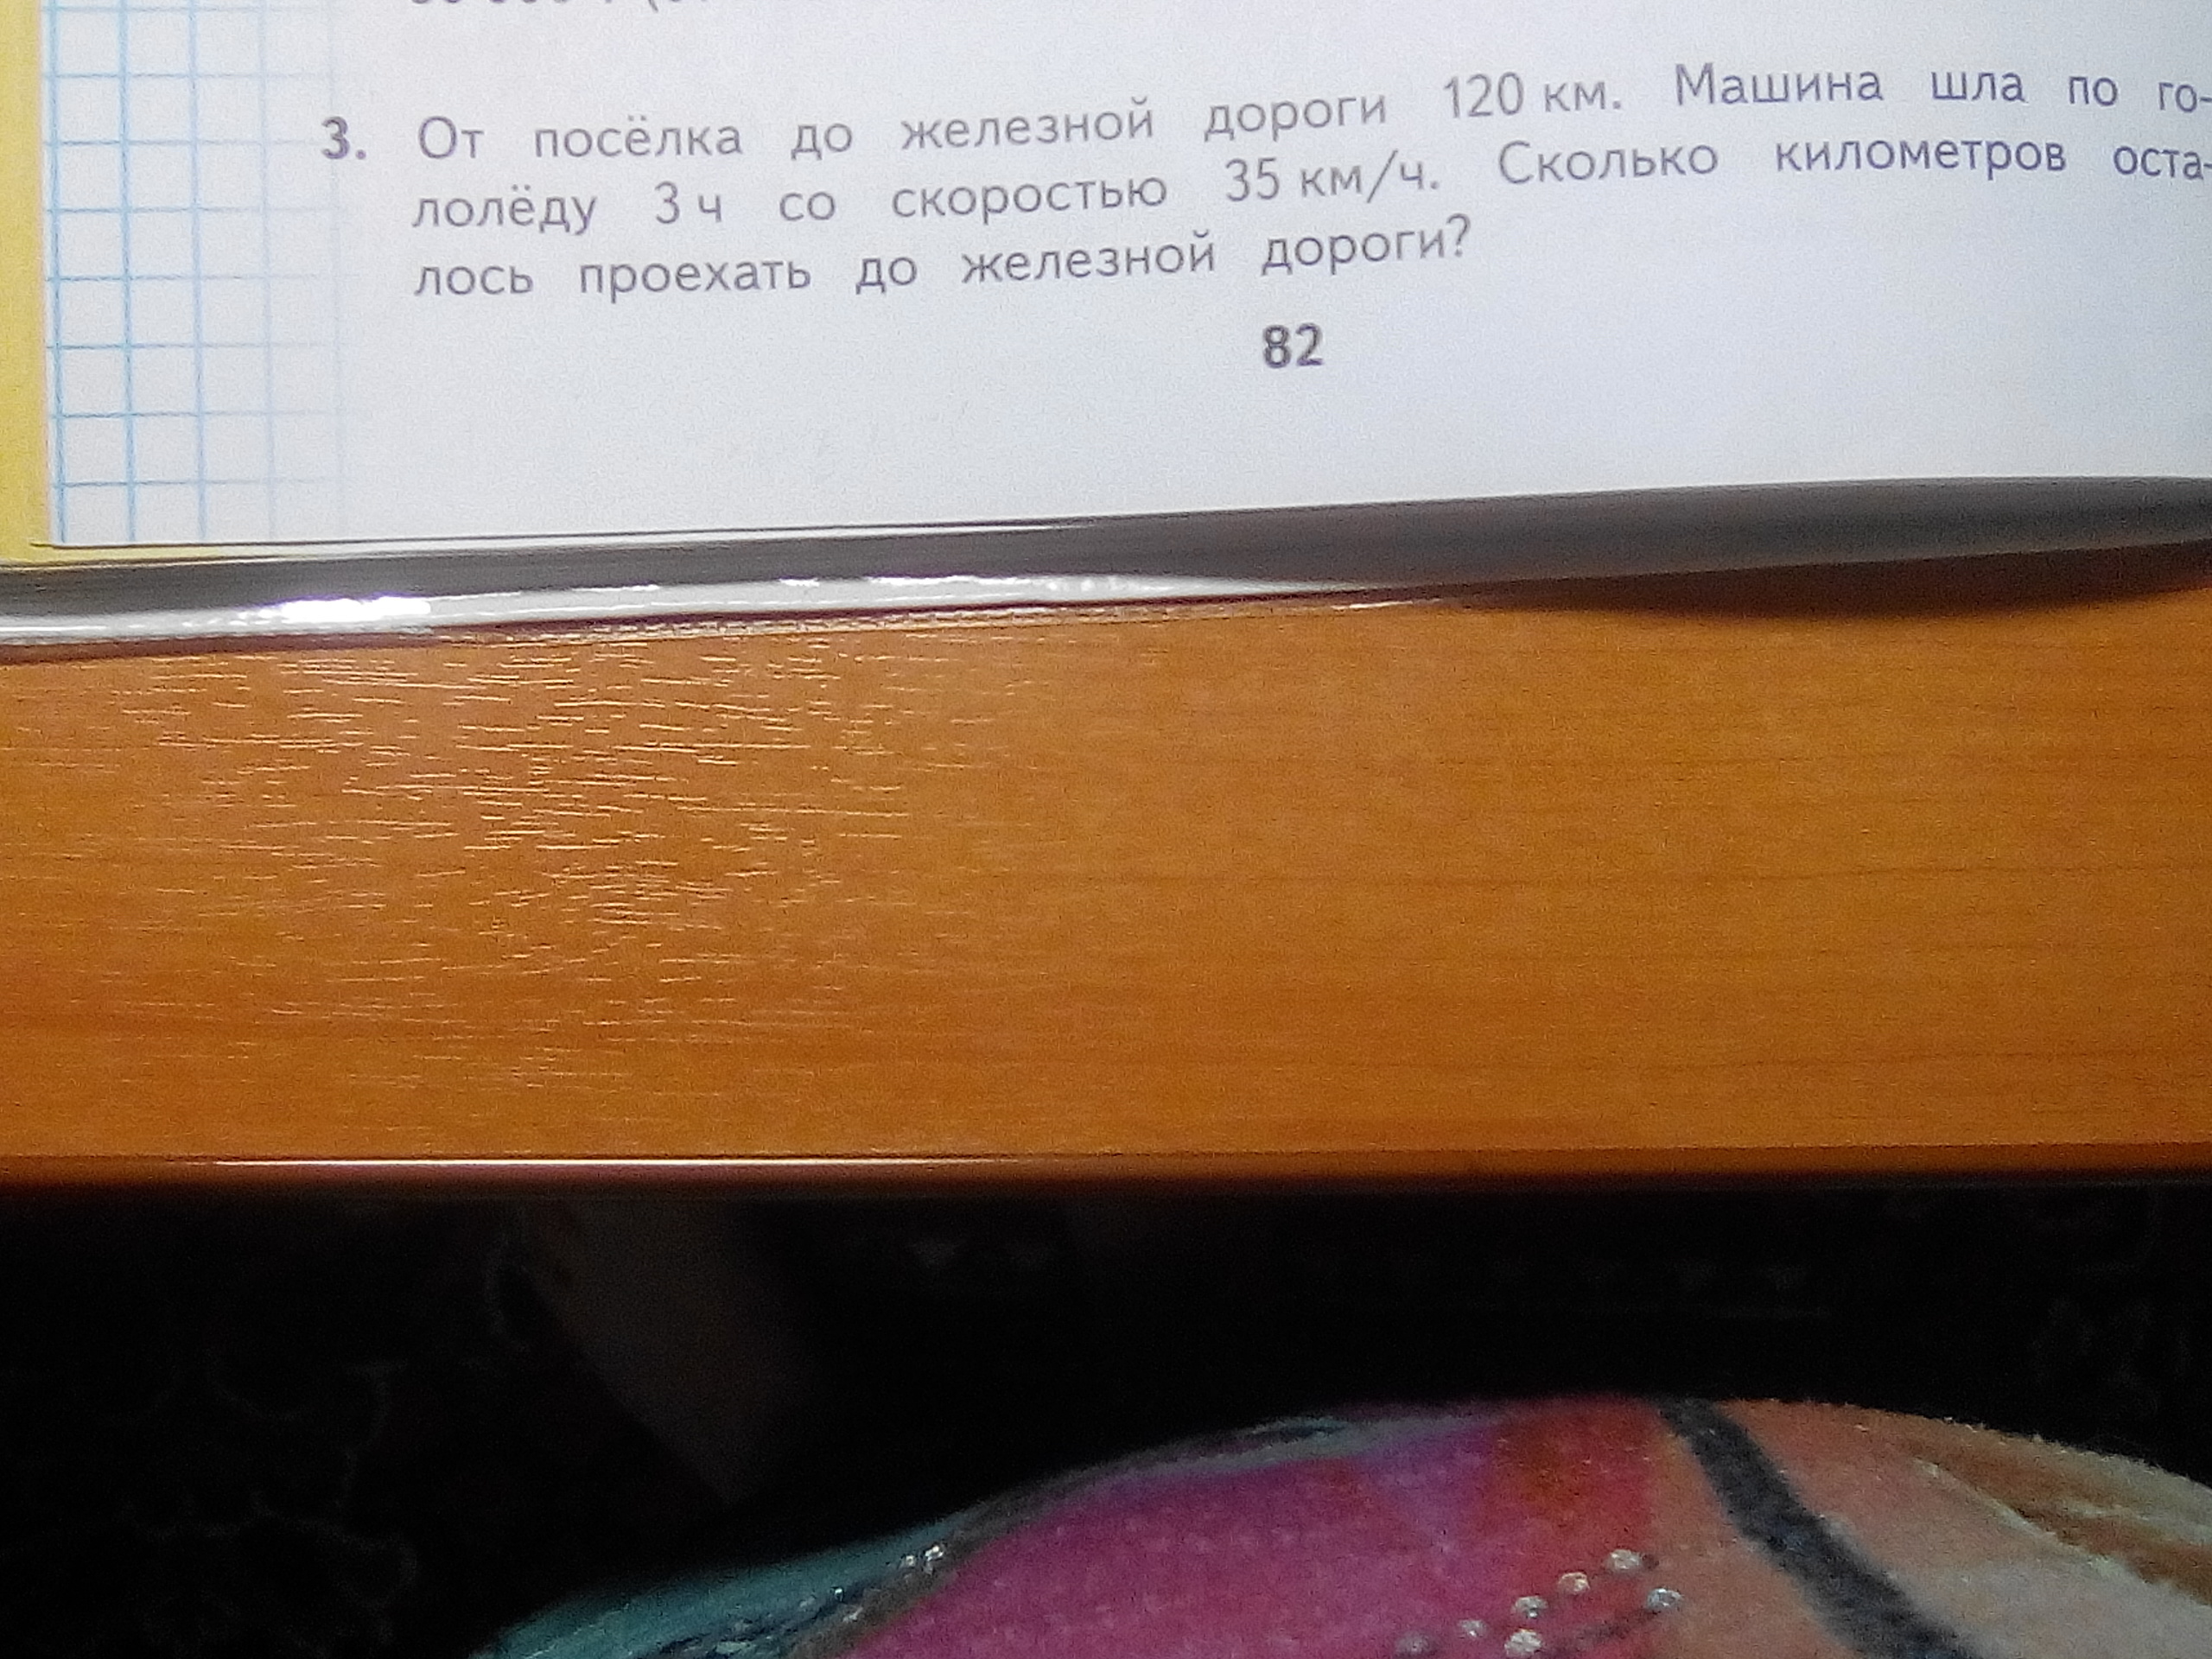 3. От посёлка до железной дороги 120 км. Машина шла по го-
лолёду 3 ч со скоростью 35 км/ч. Сколько километров оста-
лось проехать до железной дороги?
82